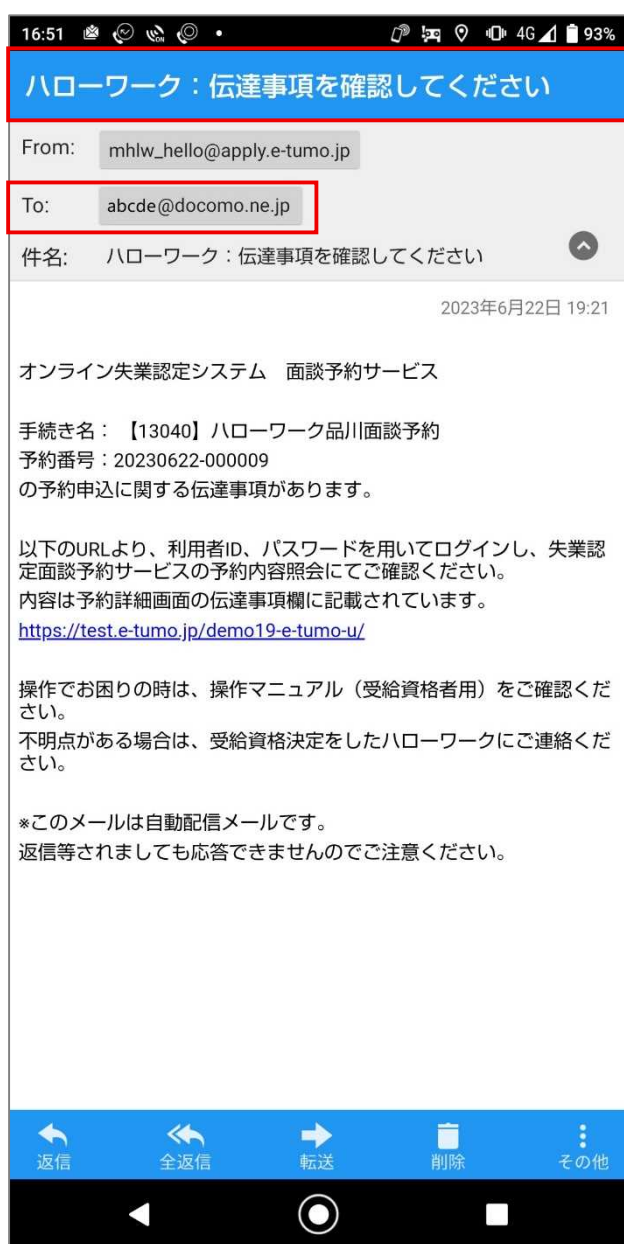 16:51
4G
93%
ハローワーク：伝達事項を確認してください
From: mhlw_hello@apply.e-tumo.jp
To: abcde@docomo.ne.jp
件名: ハローワーク：伝達事項を確認してください
2023年6月22日 19:21
オンライン失業認定システム　面談予約サービス
手続き名：【13040】ハローワーク品川面談予約
予約番号：20230622-000009
の予約申込に関する伝達事項があります。
以下のURLより、利用者ID、パスワードを用いてログインし、失業認
定面談予約サービスの予約内容照会にてご確認ください。
内容は予約詳細画面の伝達事項欄に記載されています。
https://test.e-tumo.jp/demo19-e-tumo-u/
操作でお困りの時は、操作マニュアル（受給資格者用）をご確認くだ
さい。
不明点がある場合は、受給資格決定をしたハローワークにご連絡くだ
さい。
※このメールは自動配信メールです。
返信等されましても応答できませんのでご注意ください。
返信 全返信 転送 削除 その他